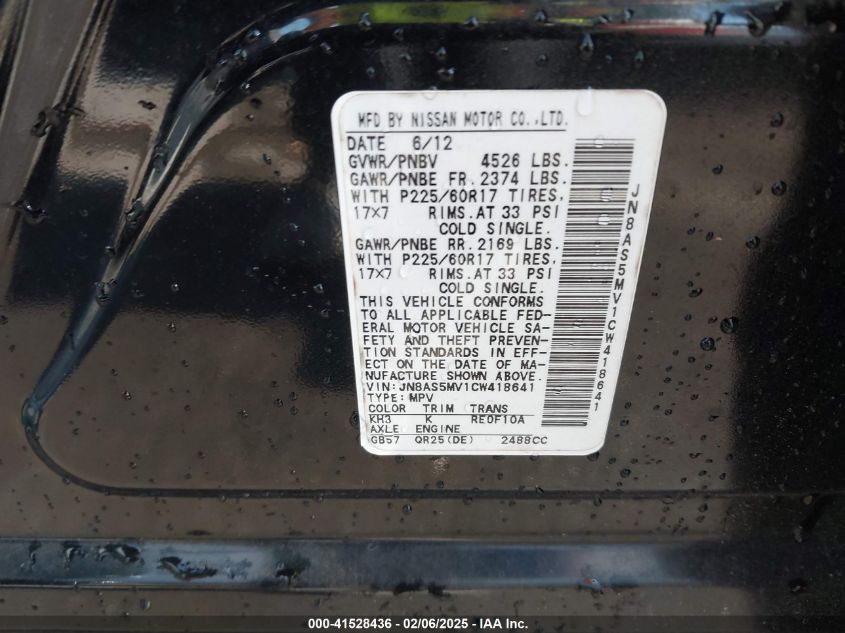 MFD BY NISSAN MOTOR CO.,LTD.
DATE 6/12
GVWR/PNBV 4526 LBS.
GAWR/PNBE FR. 2374 LBS.
WITH P225/60R17 TIRES,
17X7 RIMS.AT 33 PSI
COLD SINGLE.
GAWR/PNBE RR. 2169 LBS.
WITH P225/60R17 TIRES,
17X7 RIMS.AT 33 PSI
COLD SINGLE.
THIS VEHICLE CONFORMS
TO ALL APPLICABLE FED-
ERAL MOTOR VEHICLE SA-
FETY AND THEFT PREVEN-
TION STANDARDS IN EFF-
ECT ON THE DATE OF MA-
NUFACTURE SHOWN ABOVE.
VIN:JN8AS5MV1CW418641
TYPE:MPV
COLOR TRIM TRANS
KH3 K RE0F10A
AXLE ENGINE
GB57 QR25(DE) 2488CC
JN8AS5MV1CW418641
000-41528436 - 02/06/2025 - IAA Inc.